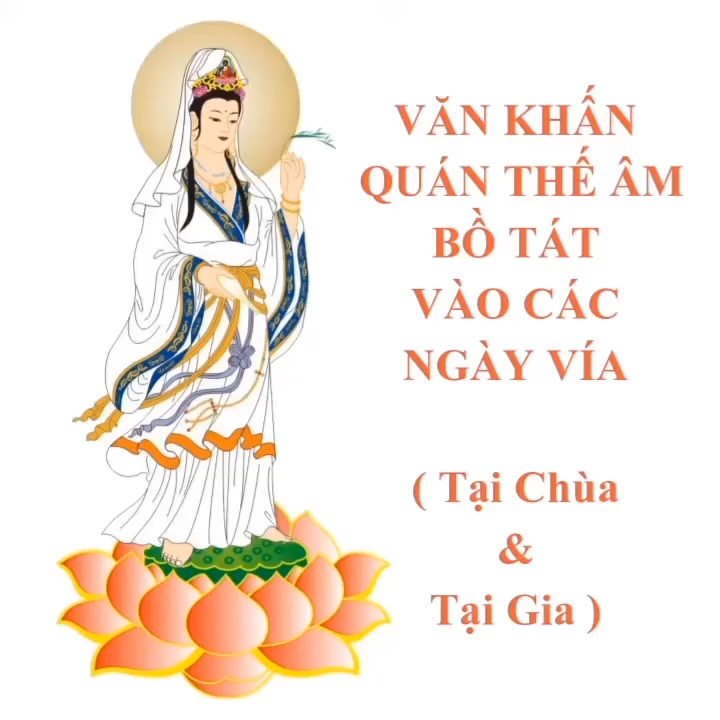 VĂN KHẤN
QUÁN THẾ ÂM
BỒ TÁT
VÀO CÁC
NGÀY VÍA
( Tại Chùa
&
Tại Gia )